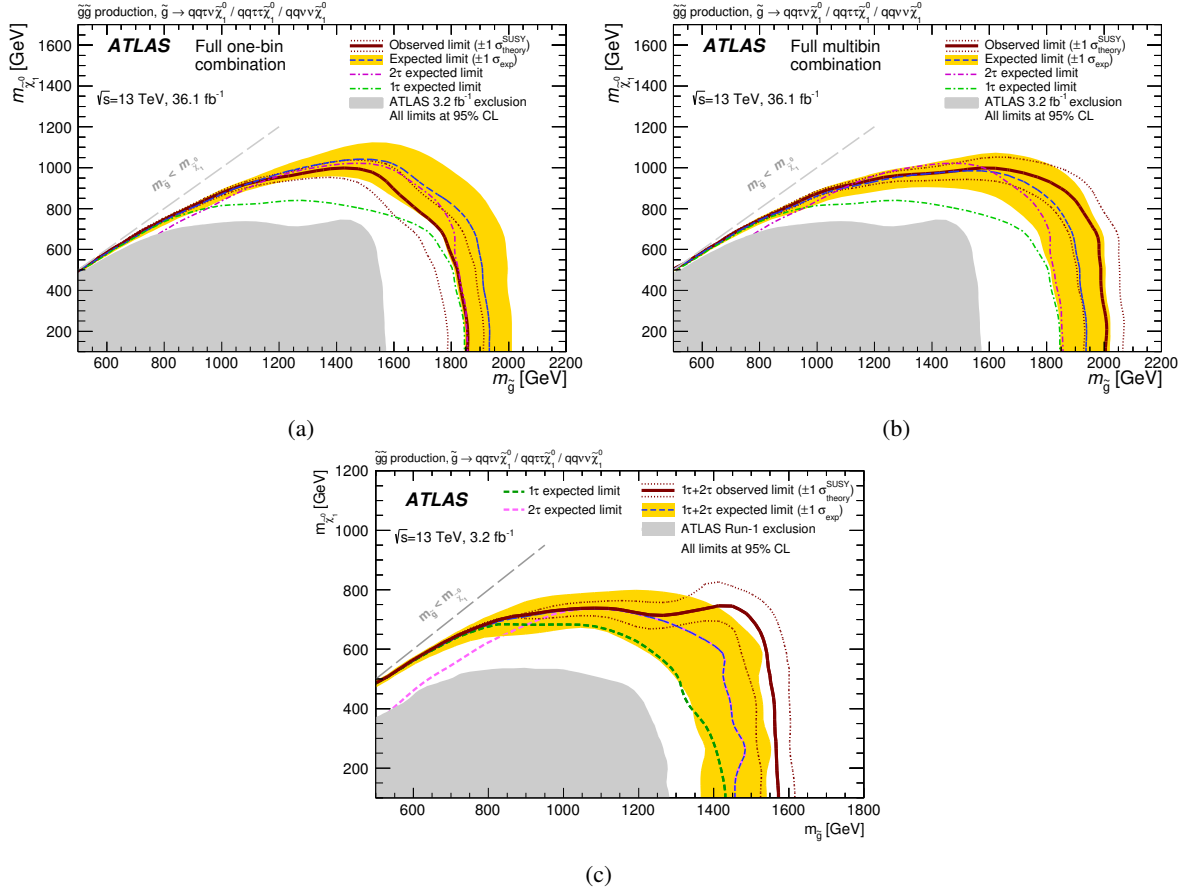 g̃g̃ production, g̃ → qqτνχ̃₁⁰ / qqττχ̃₁⁰ / qqννχ̃₁⁰
ATLAS
Full one-bin combination
√s=13 TeV, 36.1 fb⁻¹
Observed limit (±1 σ_theory^SUSY)
Expected limit (±1 σ_exp)
2τ expected limit
1τ expected limit
ATLAS 3.2 fb⁻¹ exclusion
All limits at 95% CL
m_g̃ < m_χ̃₁⁰
m_χ̃₁⁰ [GeV]
1600
1400
1200
1000
800
600
400
200
600 800 1000 1200 1400 1600 1800 2000 2200
m_g̃ [GeV]
(a)
g̃g̃ production, g̃ → qqτνχ̃₁⁰ / qqττχ̃₁⁰ / qqννχ̃₁⁰
ATLAS
Full multibin combination
√s=13 TeV, 36.1 fb⁻¹
Observed limit (±1 σ_theory^SUSY)
Expected limit (±1 σ_exp)
2τ expected limit
1τ expected limit
ATLAS 3.2 fb⁻¹ exclusion
All limits at 95% CL
m_g̃ < m_χ̃₁⁰
m_χ̃₁⁰ [GeV]
1600
1400
1200
1000
800
600
400
200
600 800 1000 1200 1400 1600 1800 2000 2200
m_g̃ [GeV]
(b)
g̃g̃ production, g̃ → qqτνχ̃₁⁰ / qqττχ̃₁⁰ / qqννχ̃₁⁰
ATLAS
√s=13 TeV, 3.2 fb⁻¹
1τ expected limit
2τ expected limit
1τ+2τ observed limit (±1 σ_theory^SUSY)
1τ+2τ expected limit (±1 σ_exp)
ATLAS Run-1 exclusion
All limits at 95% CL
m_g̃ < m_χ̃₁⁰
m_χ̃₁⁰ [GeV]
1200
1000
800
600
400
200
600 800 1000 1200 1400 1600 1800
m_g̃ [GeV]
(c)